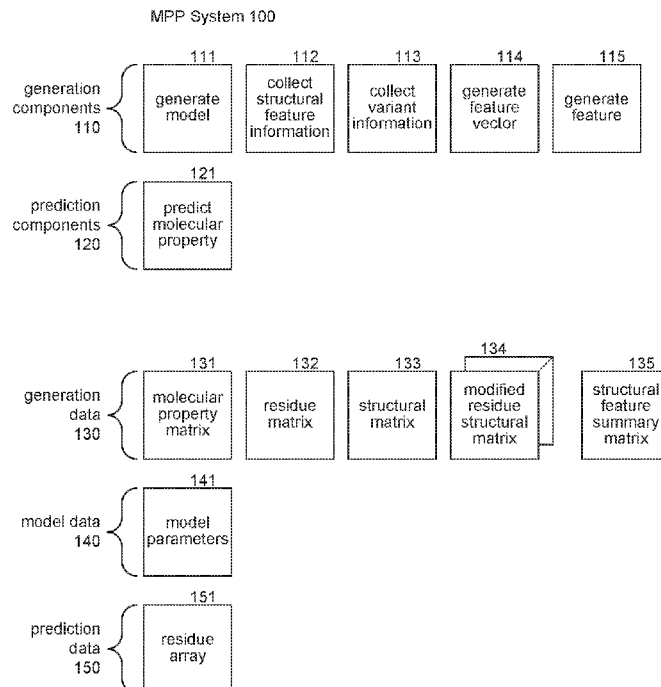 MPP System 100
111
112
113
114
115
generation
components
110
generate
model
collect
structural
feature
information
collect
variant
information
generate
feature
vector
generate
feature
121
prediction
components
120
predict
molecular
property
131
132
133
134
135
generation
data
130
molecular
property
matrix
residue
matrix
structural
matrix
modified
residue
structural
matrix
structural
feature
summary
matrix
141
model data
140
model
parameters
151
prediction
data
150
residue
array